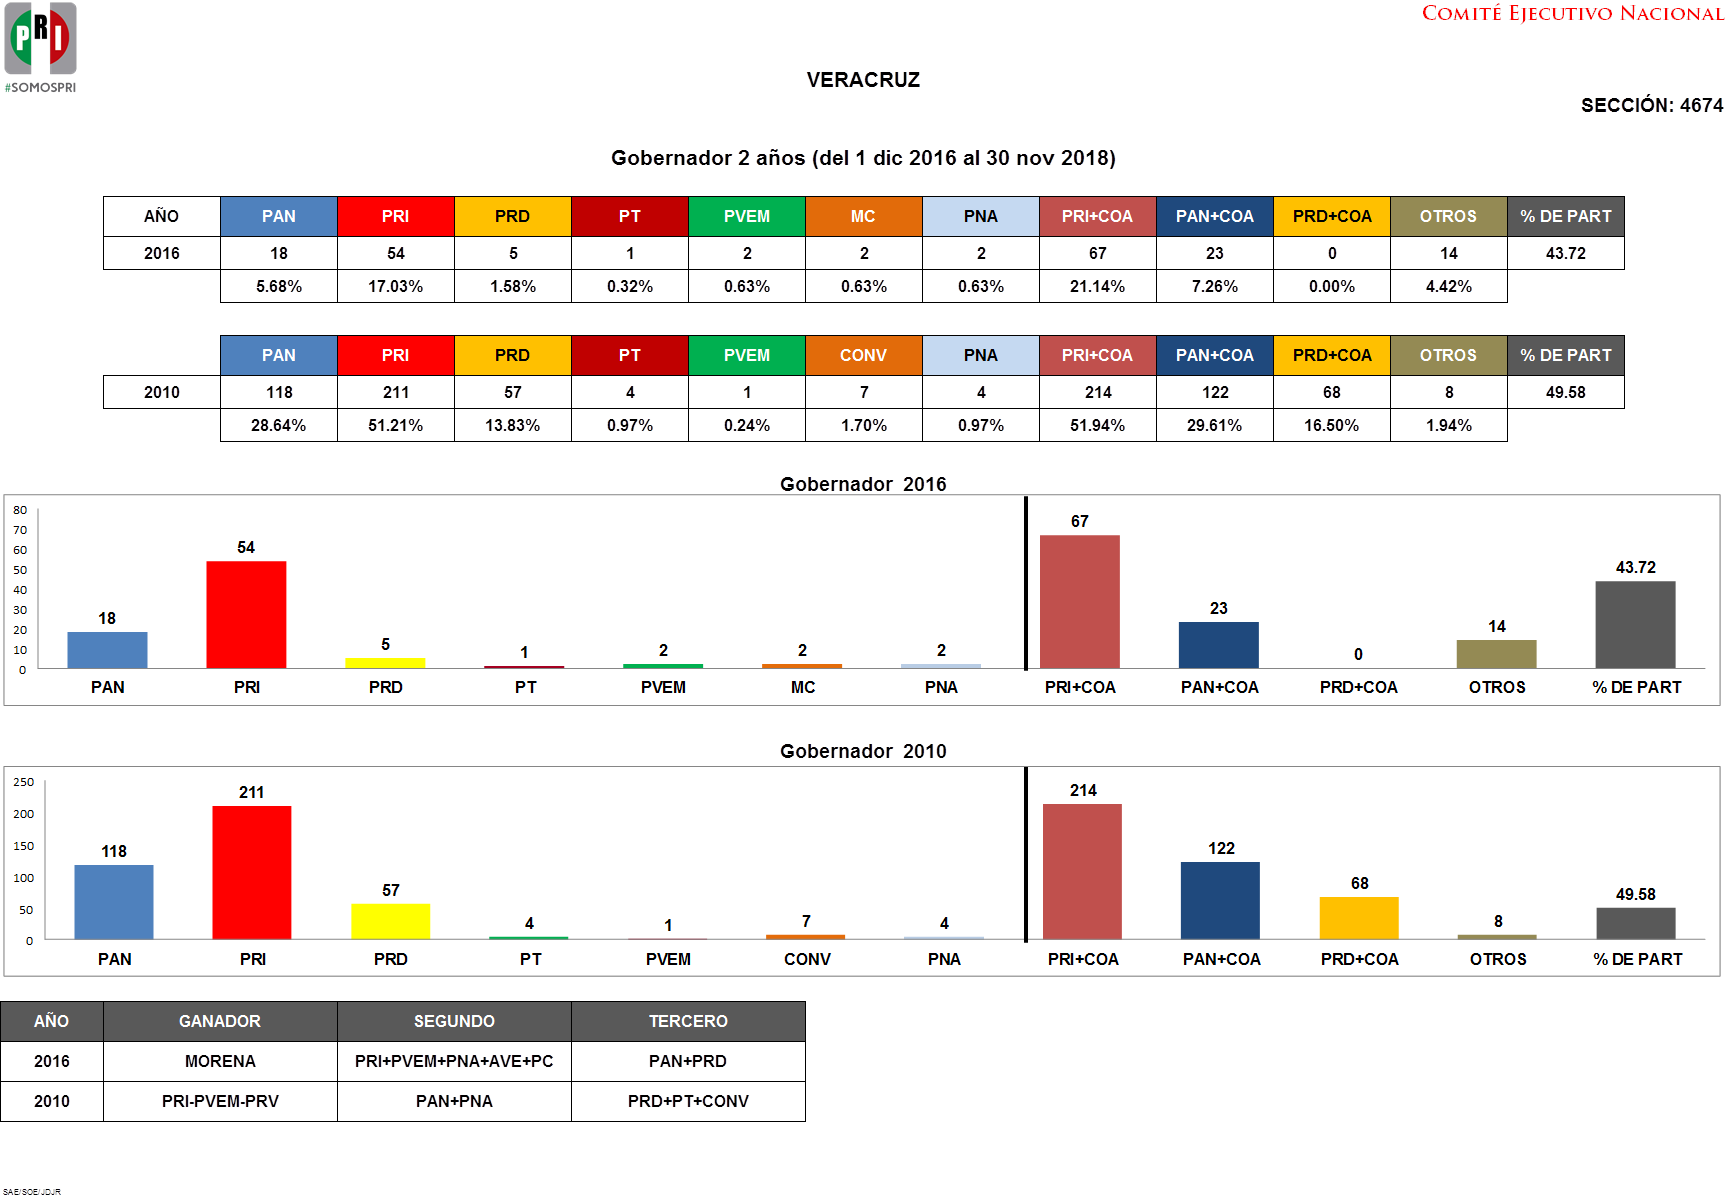 PRI
#SOMOSPRI
COMITÉ EJECUTIVO NACIONAL
VERACRUZ
SECCIÓN: 4674
Gobernador 2 años (del 1 dic 2016 al 30 nov 2018)
AÑO PAN PRI PRD PT PVEM MC PNA PRI+COA PAN+COA PRD+COA OTROS % DE PART
2016 18 54 5 1 2 2 2 67 23 0 14 43.72
5.68% 17.03% 1.58% 0.32% 0.63% 0.63% 0.63% 21.14% 7.26% 0.00% 4.42%
PAN PRI PRD PT PVEM CONV PNA PRI+COA PAN+COA PRD+COA OTROS % DE PART
2010 118 211 57 4 1 7 4 214 122 68 8 49.58
28.64% 51.21% 13.83% 0.97% 0.24% 1.70% 0.97% 51.94% 29.61% 16.50% 1.94%
Gobernador 2016
80
70
60
50
40
30
20
10
0
18 54 5 1 2 2 2 67 23 0 14 43.72
PAN PRI PRD PT PVEM MC PNA PRI+COA PAN+COA PRD+COA OTROS % DE PART
Gobernador 2010
250
200
150
100
50
0
118 211 57 4 1 7 4 214 122 68 8 49.58
PAN PRI PRD PT PVEM CONV PNA PRI+COA PAN+COA PRD+COA OTROS % DE PART
AÑO GANADOR SEGUNDO TERCERO
2016 MORENA PRI+PVEM+PNA+AVE+PC PAN+PRD
2010 PRI-PVEM-PRV PAN+PNA PRD+PT+CONV
SAE/SOE/JDJR